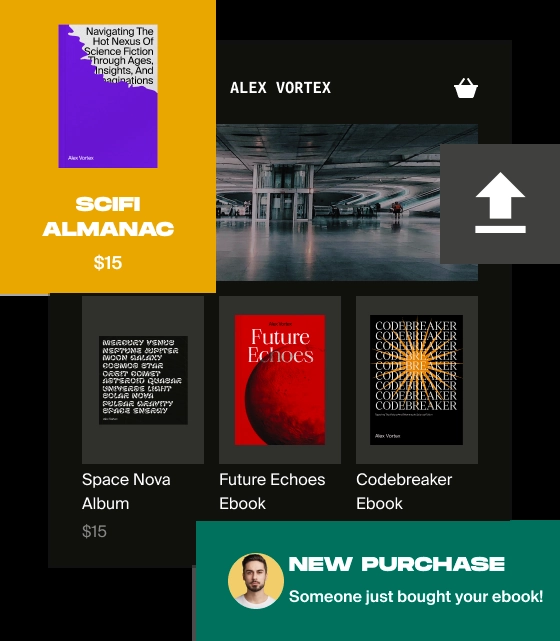 Navigating The
Hot Nexus Of
Science Fiction
Through Ages,
Insights, And
Imaginations
Alex Vortex
SCIFI
ALMANAC
$15
ALEX VORTEX
MERCURY VENUS
NEPTUNE JUPITER
MOON GALAXY
COSMOS STAR
ORBIT COMET
ASTEROID QUASAR
UNIVERSE LIGHT
SOLAR NOVA
PULSAR GRAVITY
SPACE ENERGY
Future
Echoes
CODEBREAKER
CODEBREAKER
CODEBREAKER
CODEBREAKER
CODEBREAKER
CODEBREAKER
CODEBREAKER
CODEBREAKER
CODEBREAKER
Alex Vortex
Space Nova
Album
$15
Future Echoes
Ebook
Codebreaker
Ebook
NEW PURCHASE
Someone just bought your ebook!